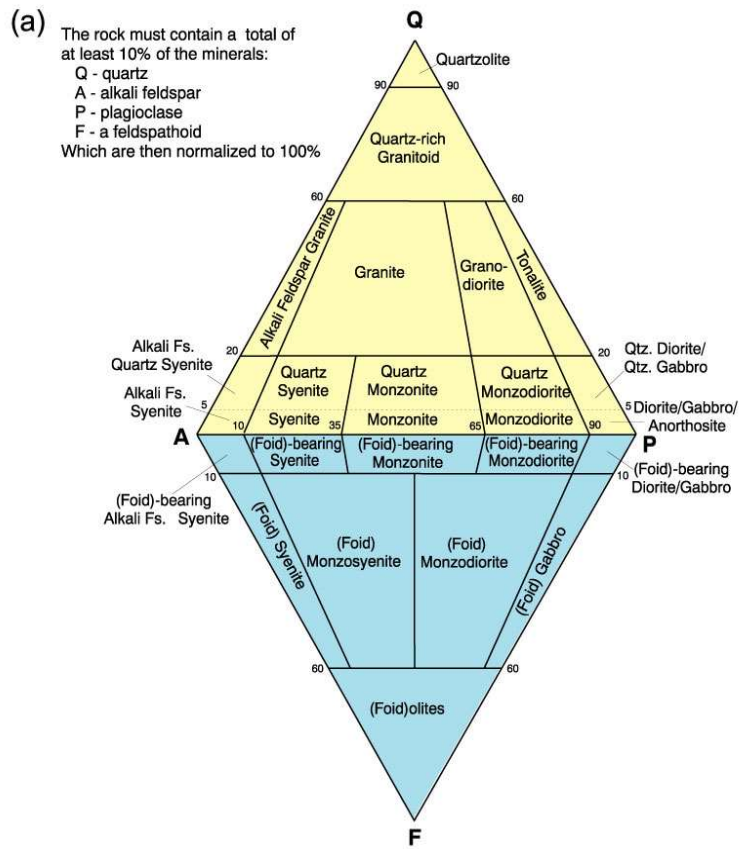 (a)
The rock must contain a total of
at least 10% of the minerals:
Q - quartz
A - alkali feldspar
P - plagioclase
F - a feldspathoid
Which are then normalized to 100%
Q
Quartzolite
90
90
Quartz-rich
Granitoid
60
60
Alkali Feldspar Granite
Granite
Grano-
diorite
Tonalite
20
20
Alkali Fs.
Quartz Syenite
Quartz
Syenite
Quartz
Monzonite
Quartz
Monzodiorite
Qtz. Diorite/
Qtz. Gabbro
Alkali Fs.
Syenite
5
5
Diorite/Gabbro/
Anorthosite
10
Syenite
35
Monzonite
65
Monzodiorite
90
A
P
(Foid)-bearing
Syenite
(Foid)-bearing
Monzonite
(Foid)-bearing
Monzodiorite
10
10
(Foid)-bearing
Diorite/Gabbro
(Foid)-bearing
Alkali Fs. Syenite
(Foid) Syenite
(Foid)
Monzosyenite
(Foid)
Monzodiorite
(Foid) Gabbro
60
60
(Foid)olites
F